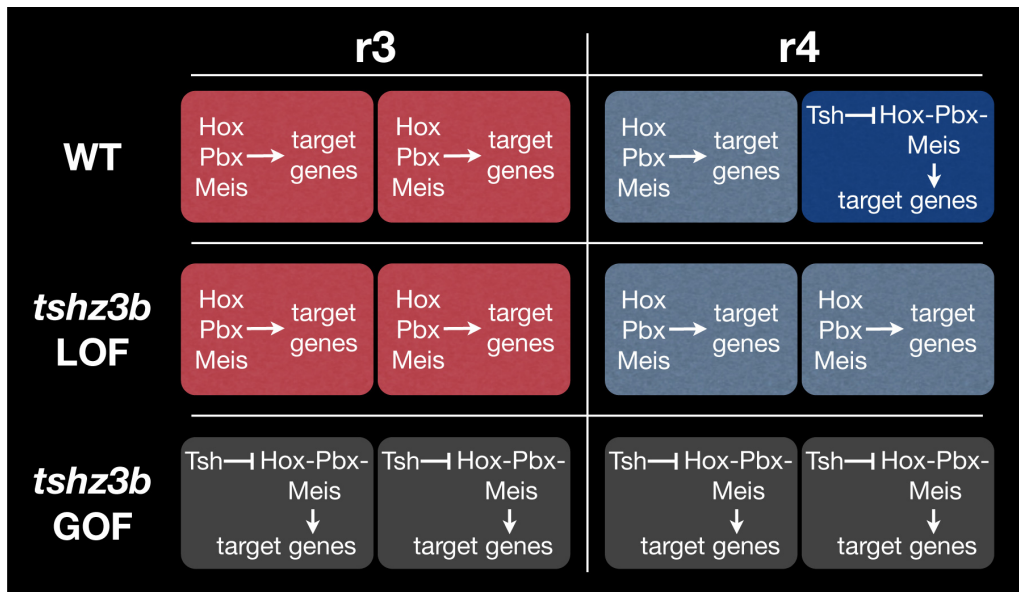 r3 r4
WT
Hox
Pbx
Meis
target
genes
Hox
Pbx
Meis
target
genes
Hox
Pbx
Meis
target
genes
Tsh Hox-Pbx-
Meis
target genes
tshz3b
LOF
Hox
Pbx
Meis
target
genes
Hox
Pbx
Meis
target
genes
Hox
Pbx
Meis
target
genes
Hox
Pbx
Meis
target
genes
tshz3b
GOF
Tsh Hox-Pbx-
Meis
target genes
Tsh Hox-Pbx-
Meis
target genes
Tsh Hox-Pbx-
Meis
target genes
Tsh Hox-Pbx-
Meis
target genes